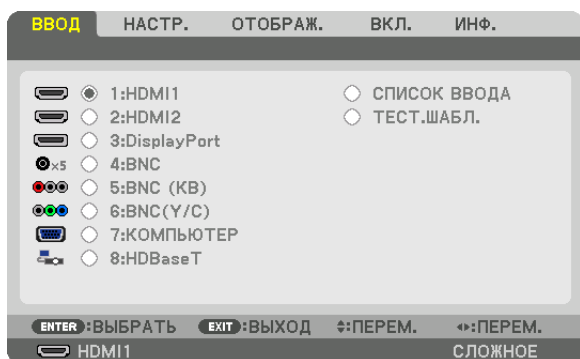 ВВОД НАСТР. ОТОБРАЖ. ВКЛ. ИНФ.
1:HDMI1
2:HDMI2
3:DisplayPort
×5 4:BNC
5:BNC (КВ)
6:BNC(Y/C)
7:КОМПЬЮТЕР
8:HDBaseT
СПИСОК ВВОДА
ТЕСТ.ШАБЛ.
ENTER :ВЫБРАТЬ EXIT :ВЫХОД :ПЕРЕМ. :ПЕРЕМ.
HDMI1 СЛОЖНОЕ